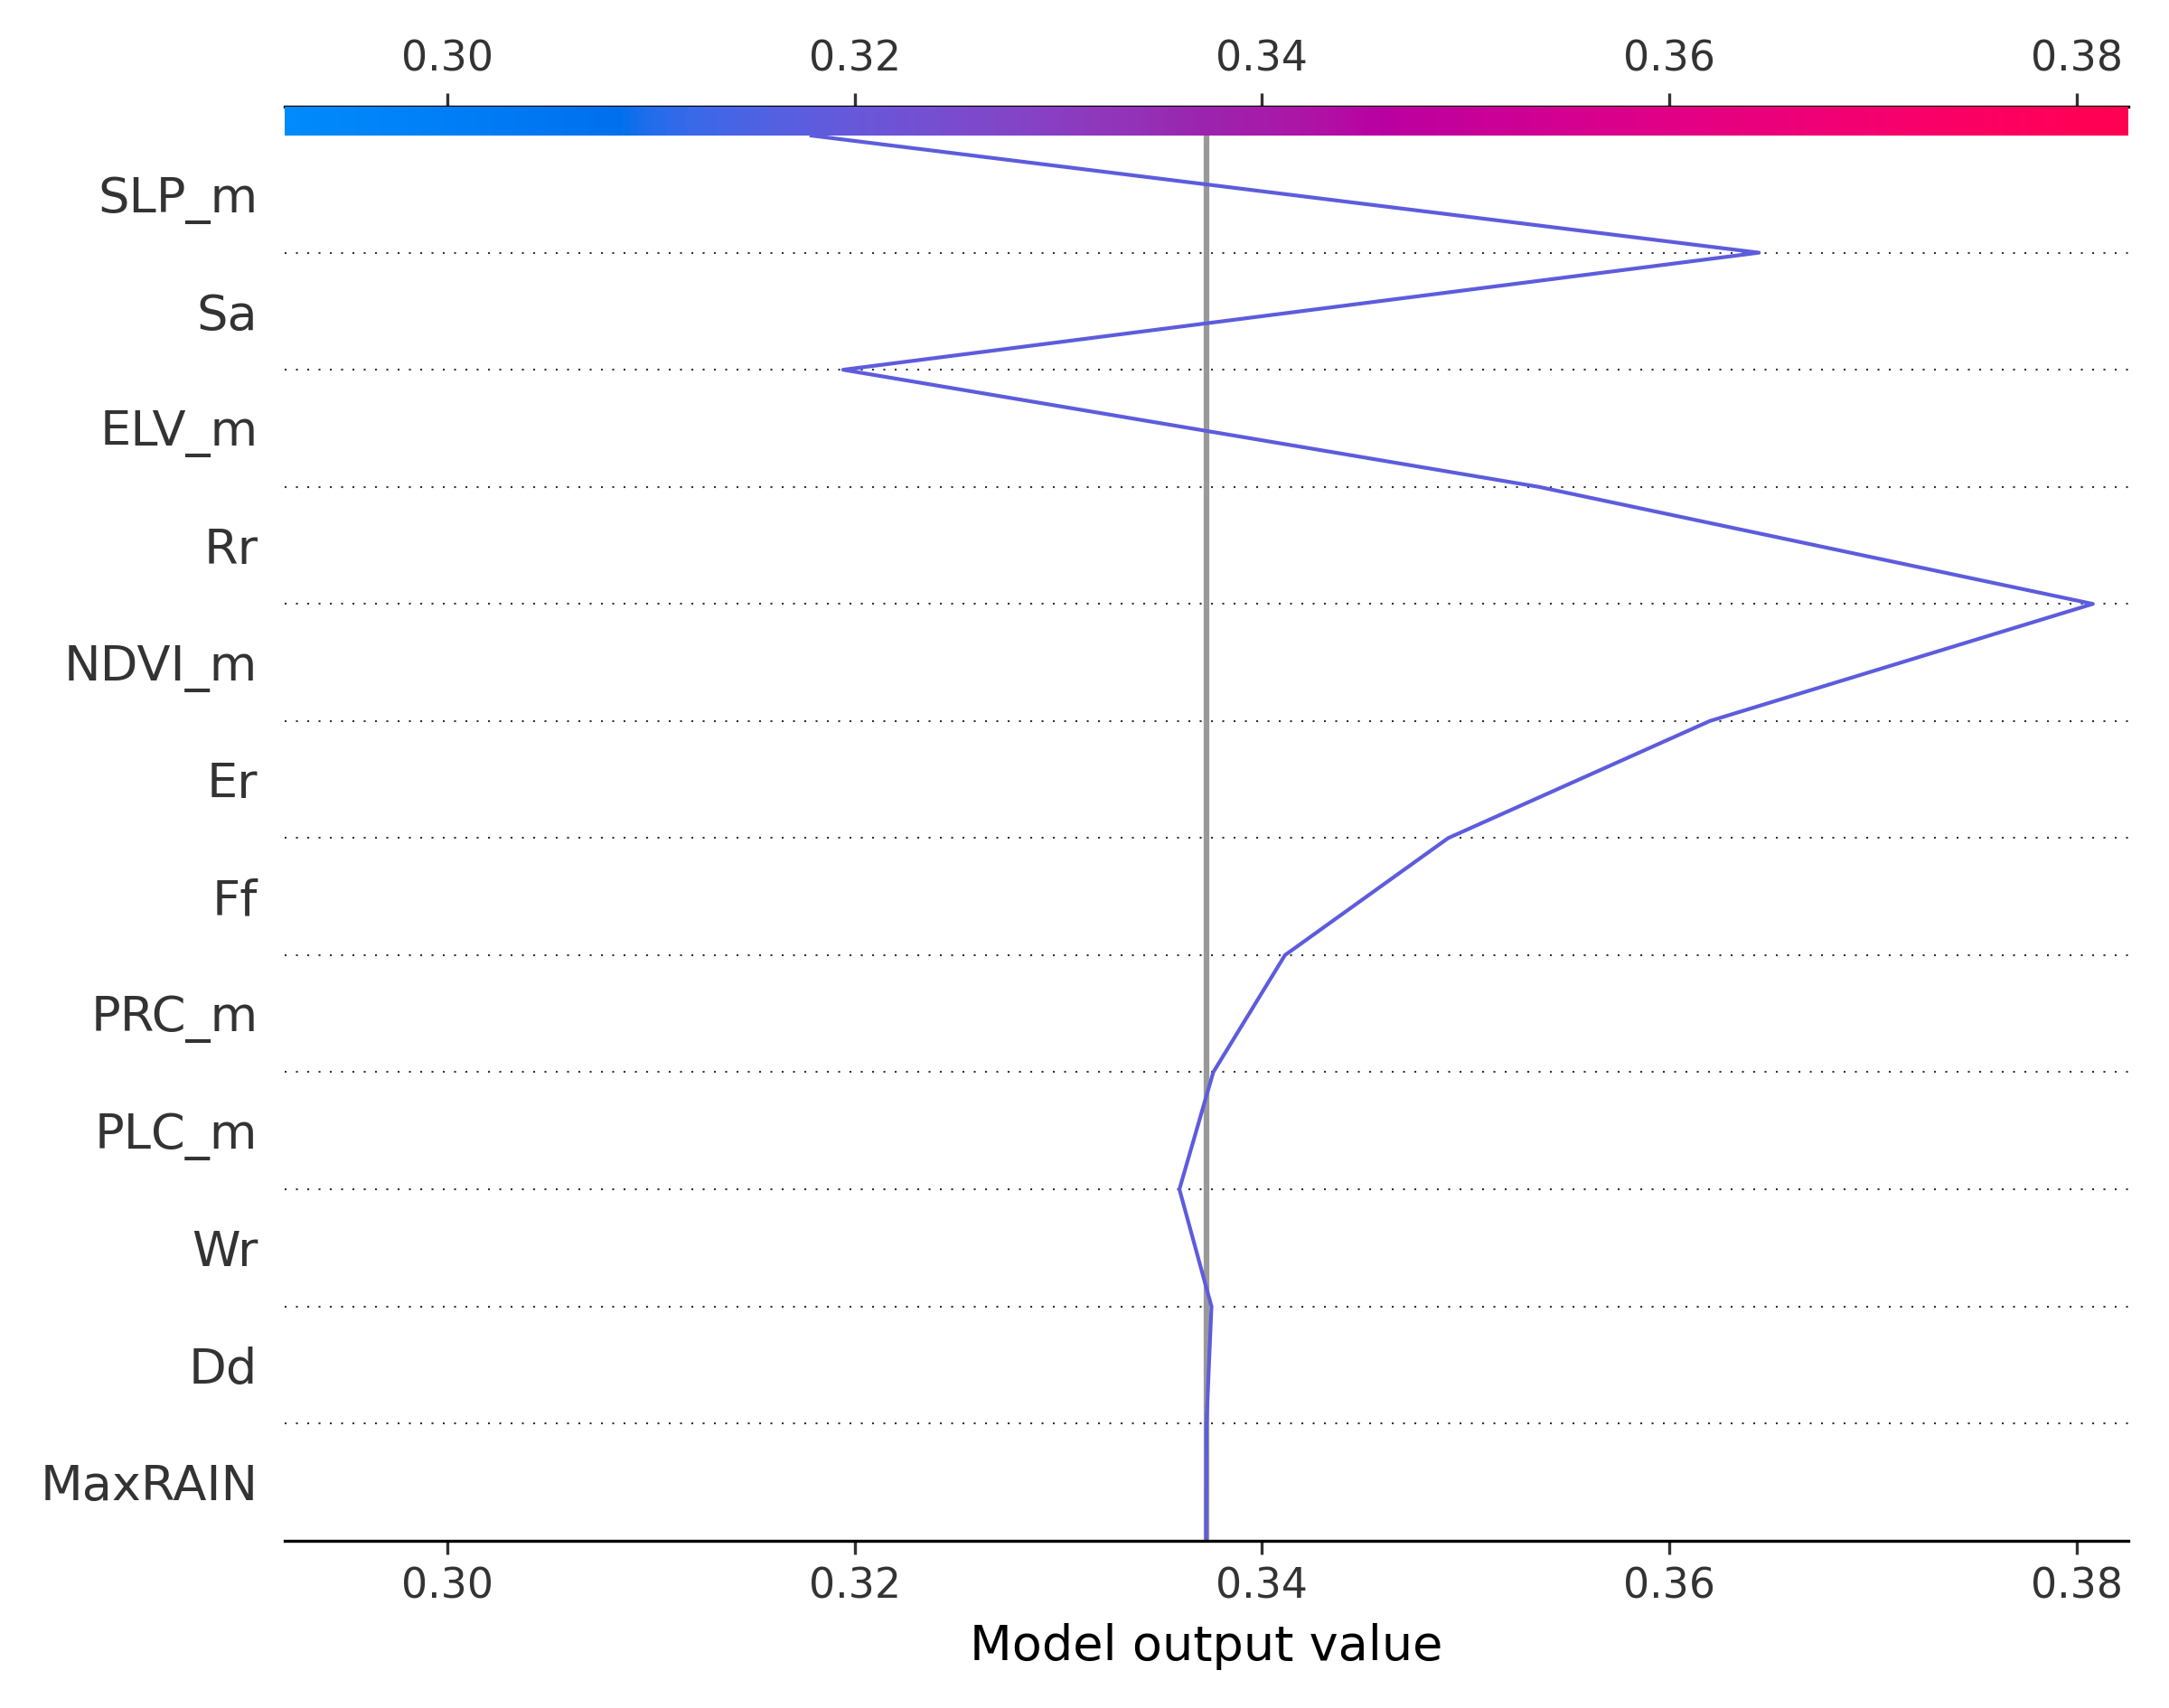 0.30 0.32 0.34 0.36 0.38
SLP_m
Sa
ELV_m
Rr
NDVI_m
Er
Ff
PRC_m
PLC_m
Wr
Dd
MaxRAIN
0.30 0.32 0.34 0.36 0.38
Model output value